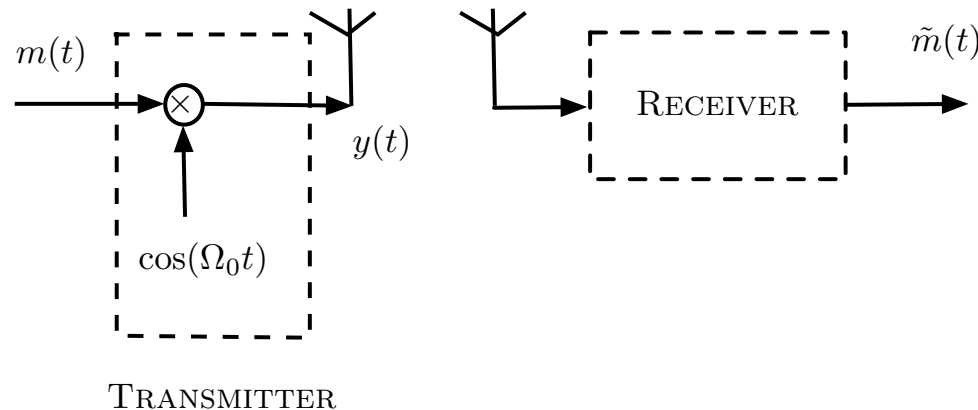 m(t)
m̃(t)
×
RECEIVER
y(t)
cos(Ω₀t)
TRANSMITTER